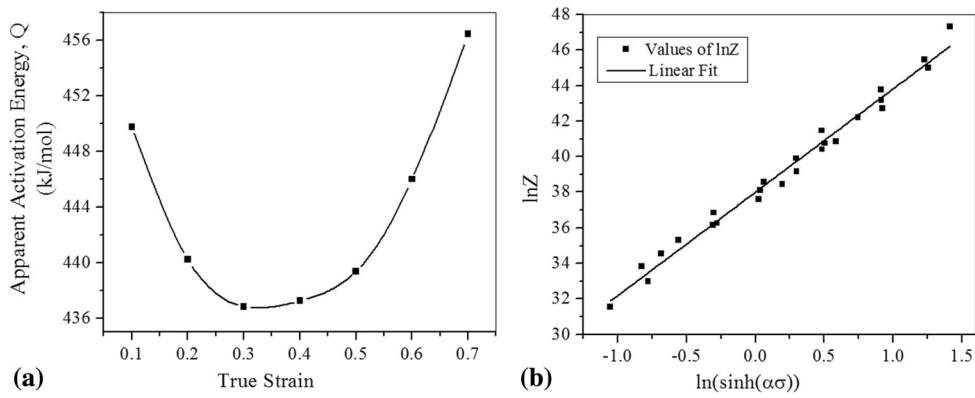 456
452
448
444
440
436
Apparent Activation Energy, Q
(kJ/mol)
0.1 0.2 0.3 0.4 0.5 0.6 0.7
True Strain
(a)
48
46
44
42
40
38
36
34
32
30
lnZ
Values of lnZ
Linear Fit
-1.0 -0.5 0.0 0.5 1.0 1.5
ln(sinh(ασ))
(b)